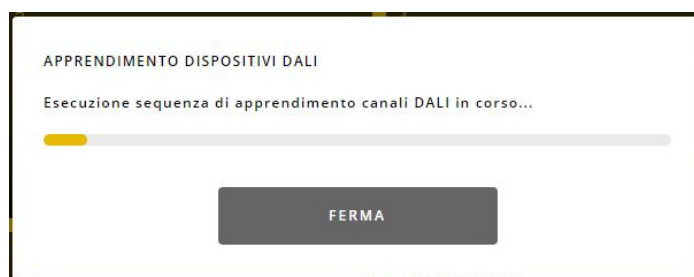 APPRENDIMENTO DISPOSITIVI DALI
Esecuzione sequenza di apprendimento canali DALI in corso...
FERMA